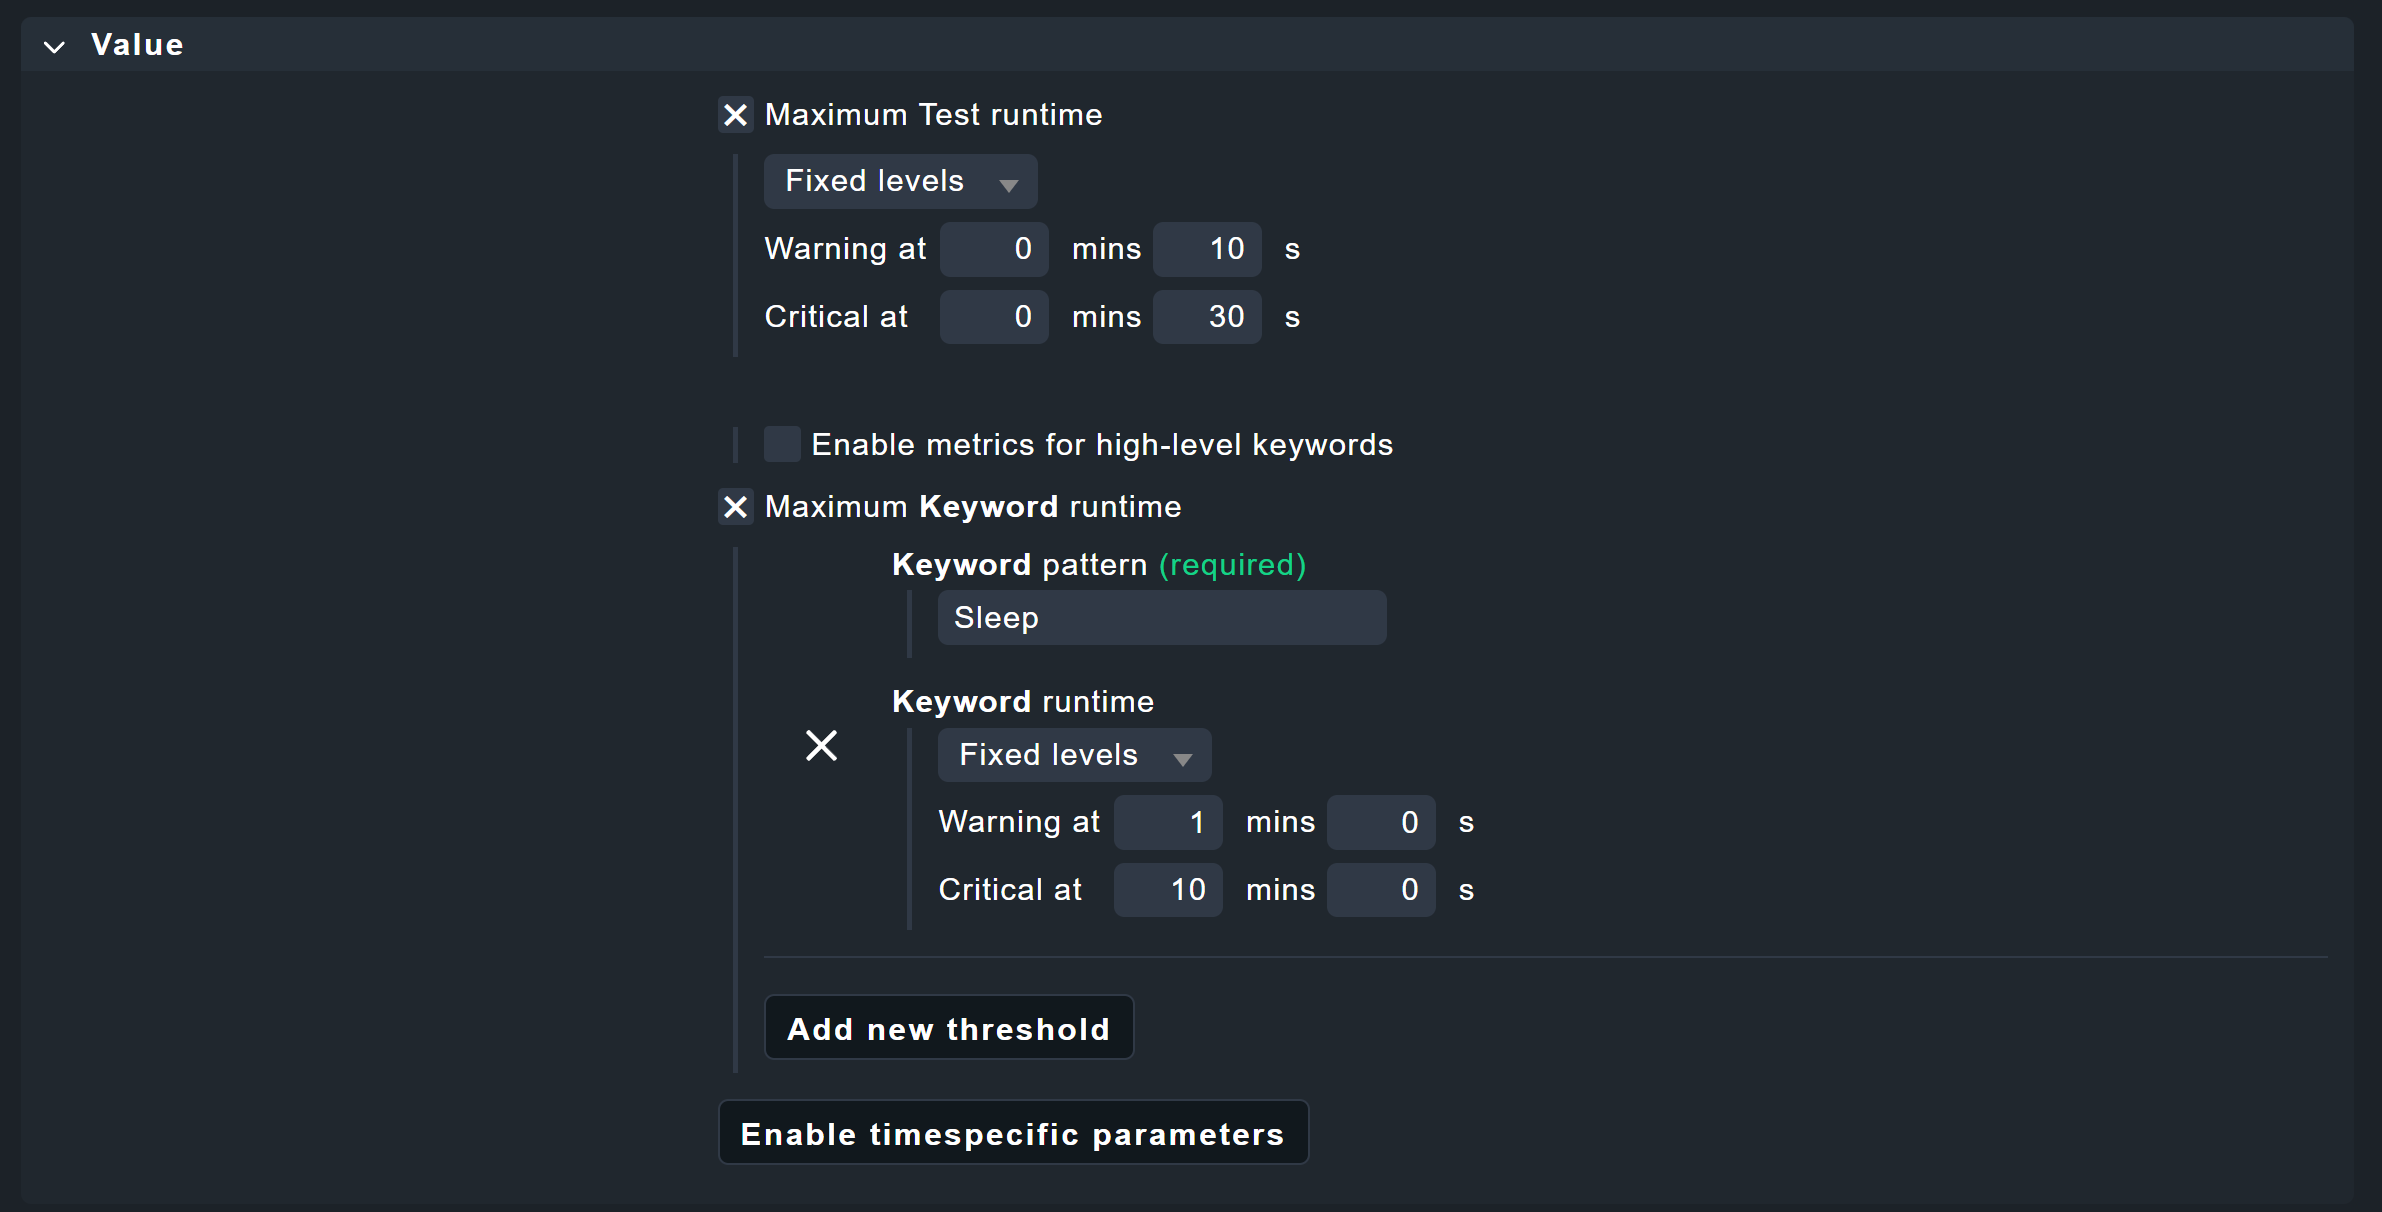 Value
Maximum Test runtime
Fixed levels
Warning at 0 mins 10 s
Critical at 0 mins 30 s
Enable metrics for high-level keywords
Maximum Keyword runtime
Keyword pattern (required)
Sleep
Keyword runtime
Fixed levels
Warning at 1 mins 0 s
Critical at 10 mins 0 s
Add new threshold
Enable timespecific parameters